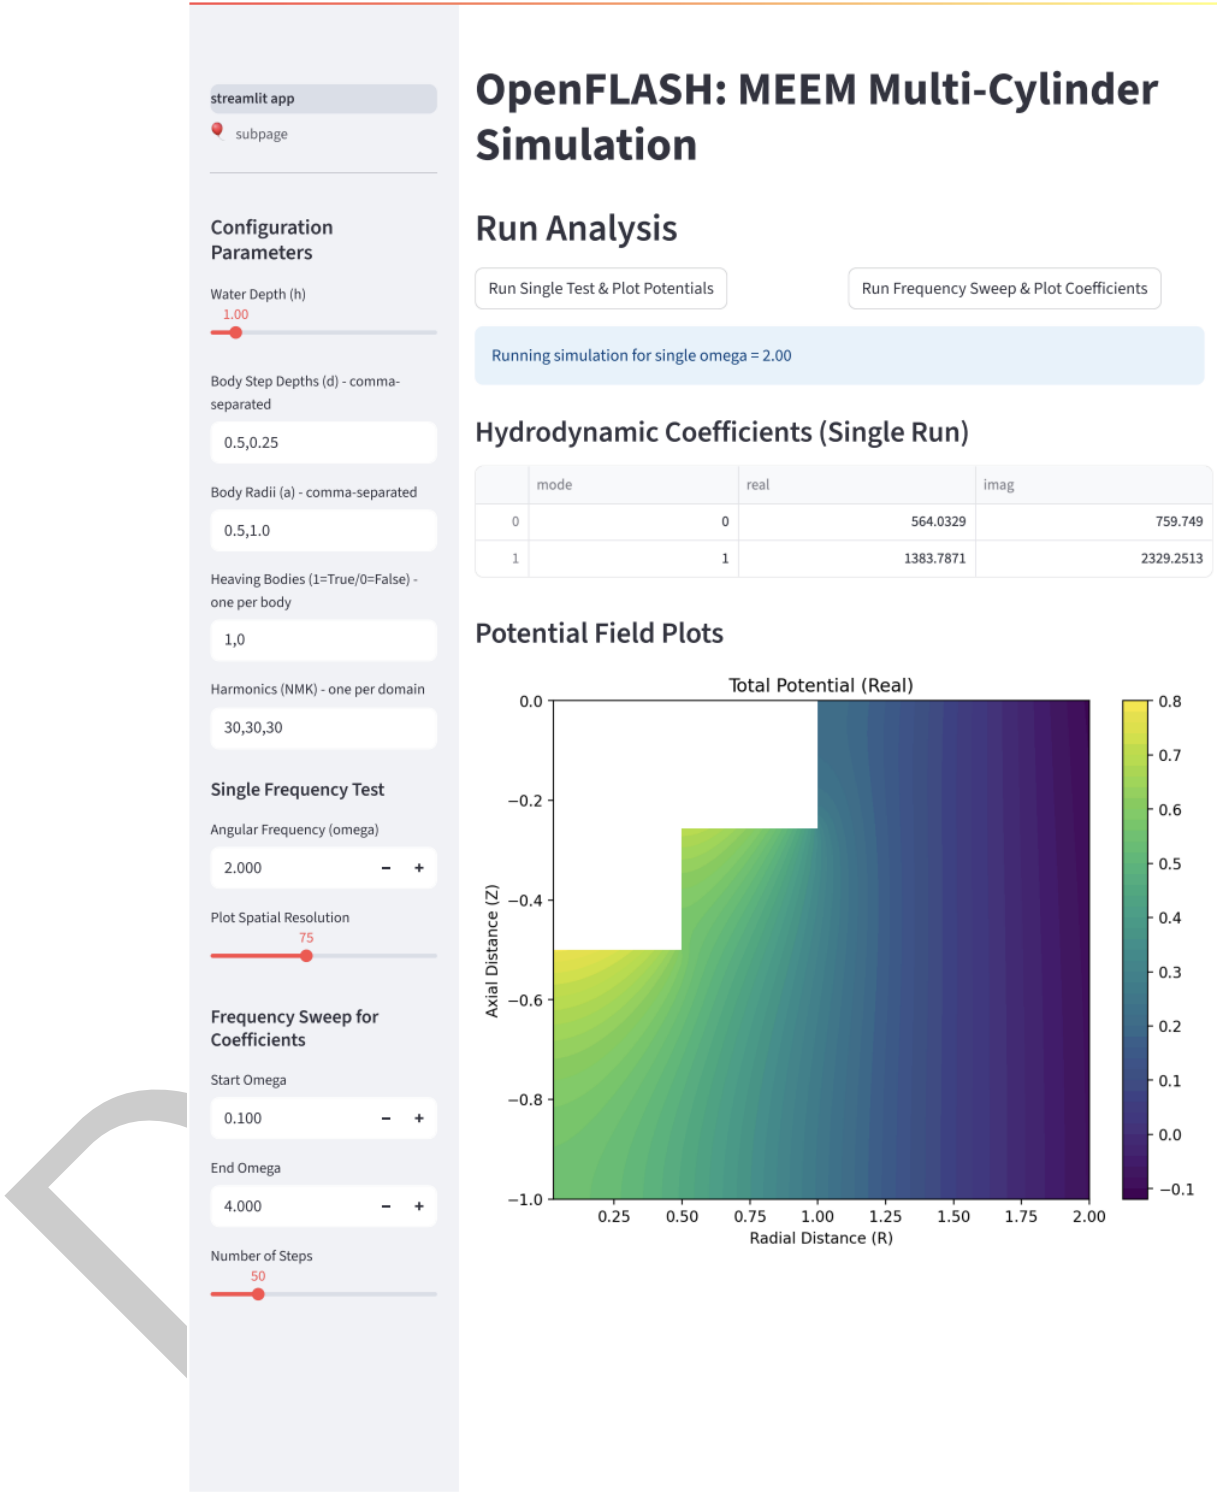 streamlit app
subpage
Configuration
Parameters
Water Depth (h)
1.00
Body Step Depths (d) - comma-
separated
0.5,0.25
Body Radii (a) - comma-separated
0.5,1.0
Heaving Bodies (1=True/0=False) -
one per body
1,0
Harmonics (NMK) - one per domain
30,30,30
Single Frequency Test
Angular Frequency (omega)
2.000 − +
Plot Spatial Resolution
75
Frequency Sweep for
Coefficients
Start Omega
0.100 − +
End Omega
4.000 − +
Number of Steps
50
OpenFLASH: MEEM Multi-Cylinder
Simulation
Run Analysis
Run Single Test & Plot Potentials
Run Frequency Sweep & Plot Coefficients
Running simulation for single omega = 2.00
Hydrodynamic Coefficients (Single Run)
mode real imag
0 0 564.0329 759.749
1 1 1383.7871 2329.2513
Potential Field Plots
Total Potential (Real)
0.0
−0.2
−0.4
−0.6
−0.8
−1.0
Axial Distance (Z)
0.25 0.50 0.75 1.00 1.25 1.50 1.75 2.00
Radial Distance (R)
0.8
0.7
0.6
0.5
0.4
0.3
0.2
0.1
0.0
−0.1